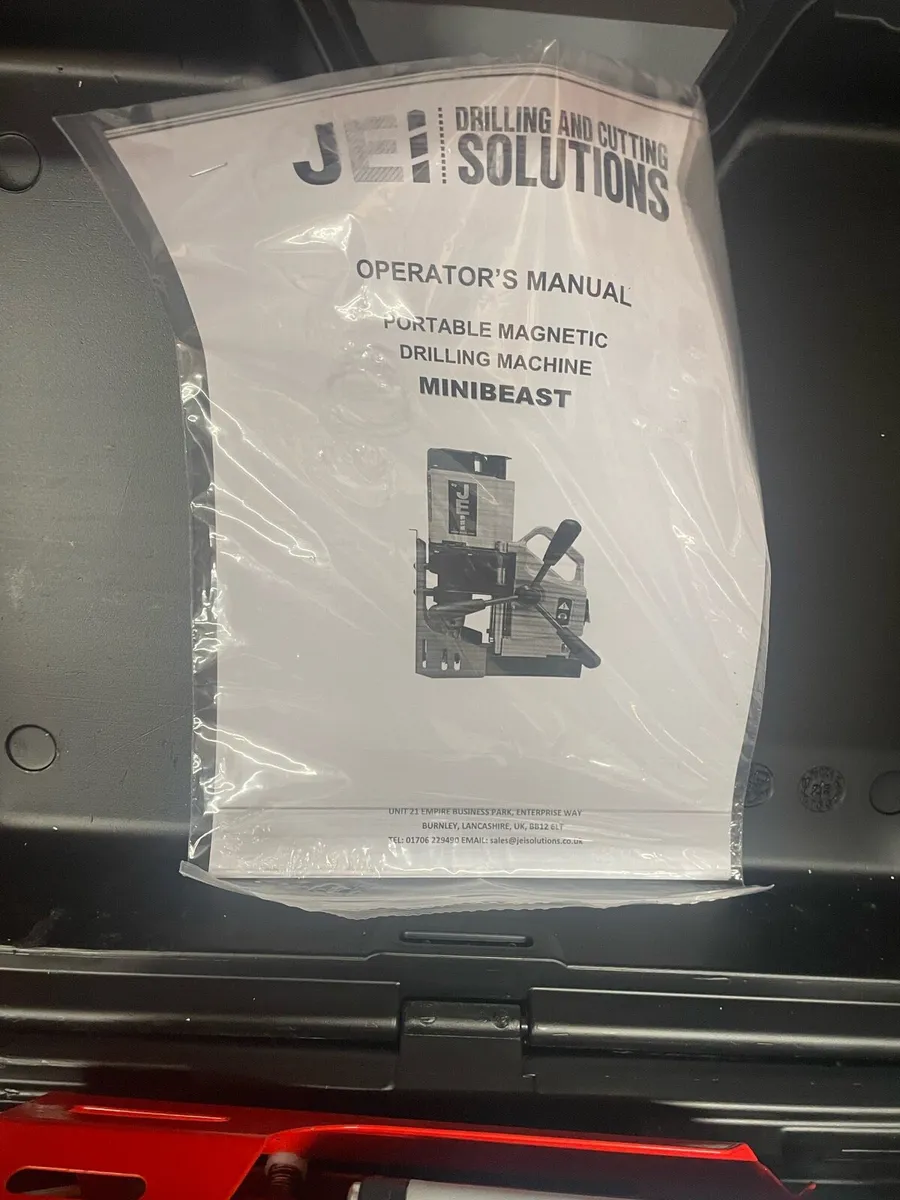 JEI DRILLING AND CUTTING
SOLUTIONS
OPERATOR'S MANUAL
PORTABLE MAGNETIC
DRILLING MACHINE
MINIBEAST
JEI
UNIT 21 EMPIRE BUSINESS PARK, ENTERPRISE WAY
BURNLEY, LANCASHIRE, UK, BB12 6LT
TEL: 01706 229490 EMAIL: sales@jeisolutions.co.uk